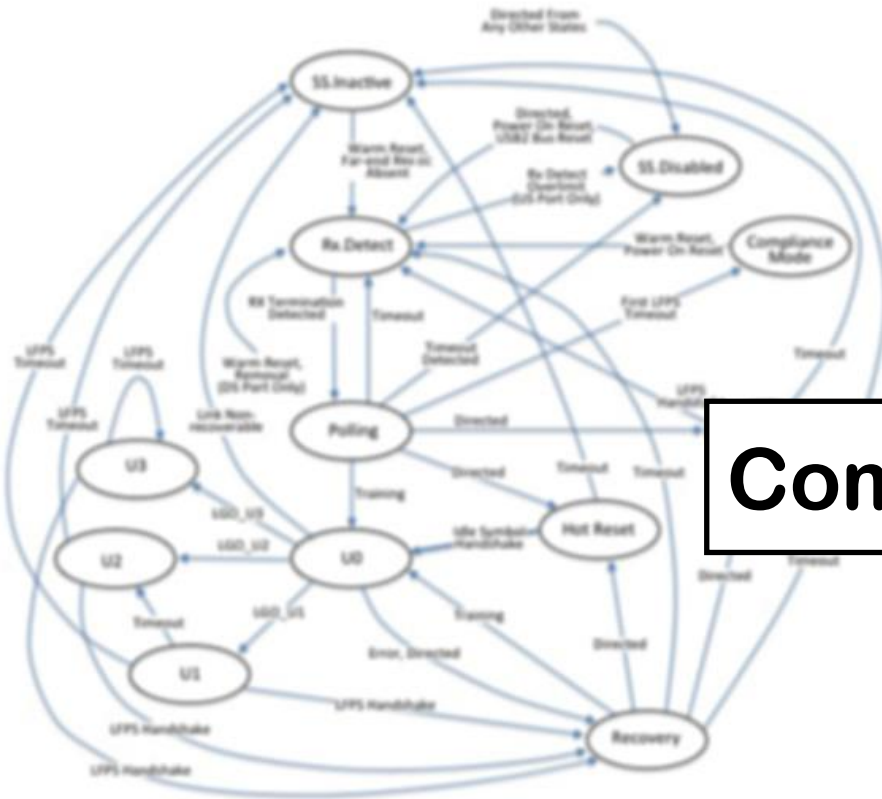 Directed From
Any Other States
SS.Inactive
Directed,
Power On Reset,
USB2 Bus Reset
Warm Reset,
Far-end
Absent
SS.Disabled
Rx Detect
Overlimit
(US Port Only)
Rx.Detect
Warm Reset,
Power On Reset
Compliance
Mode
RX Termination
Detected
Timeout
First LFPS
Timeout
LFPS
Timeout
LFPS
Timeout
Timeout
Detected
Timeout
Warm Reset,
Removal
(DS Port Only)
LFPS
LFPS
Timeout
Link Non-
recoverable
Polling
Directed
Con
U3
Directed
Timeout
Timeout
Training
LGO_U3
LGO_U2
Idle Symbol
Handshake
Hot Reset
U2
U0
Timeout
Directed
LGO_U1
Timeout
Training
Error, Directed
Directed
U1
LFPS Handshake
LFPS Handshake
Recovery
LFPS Handshake